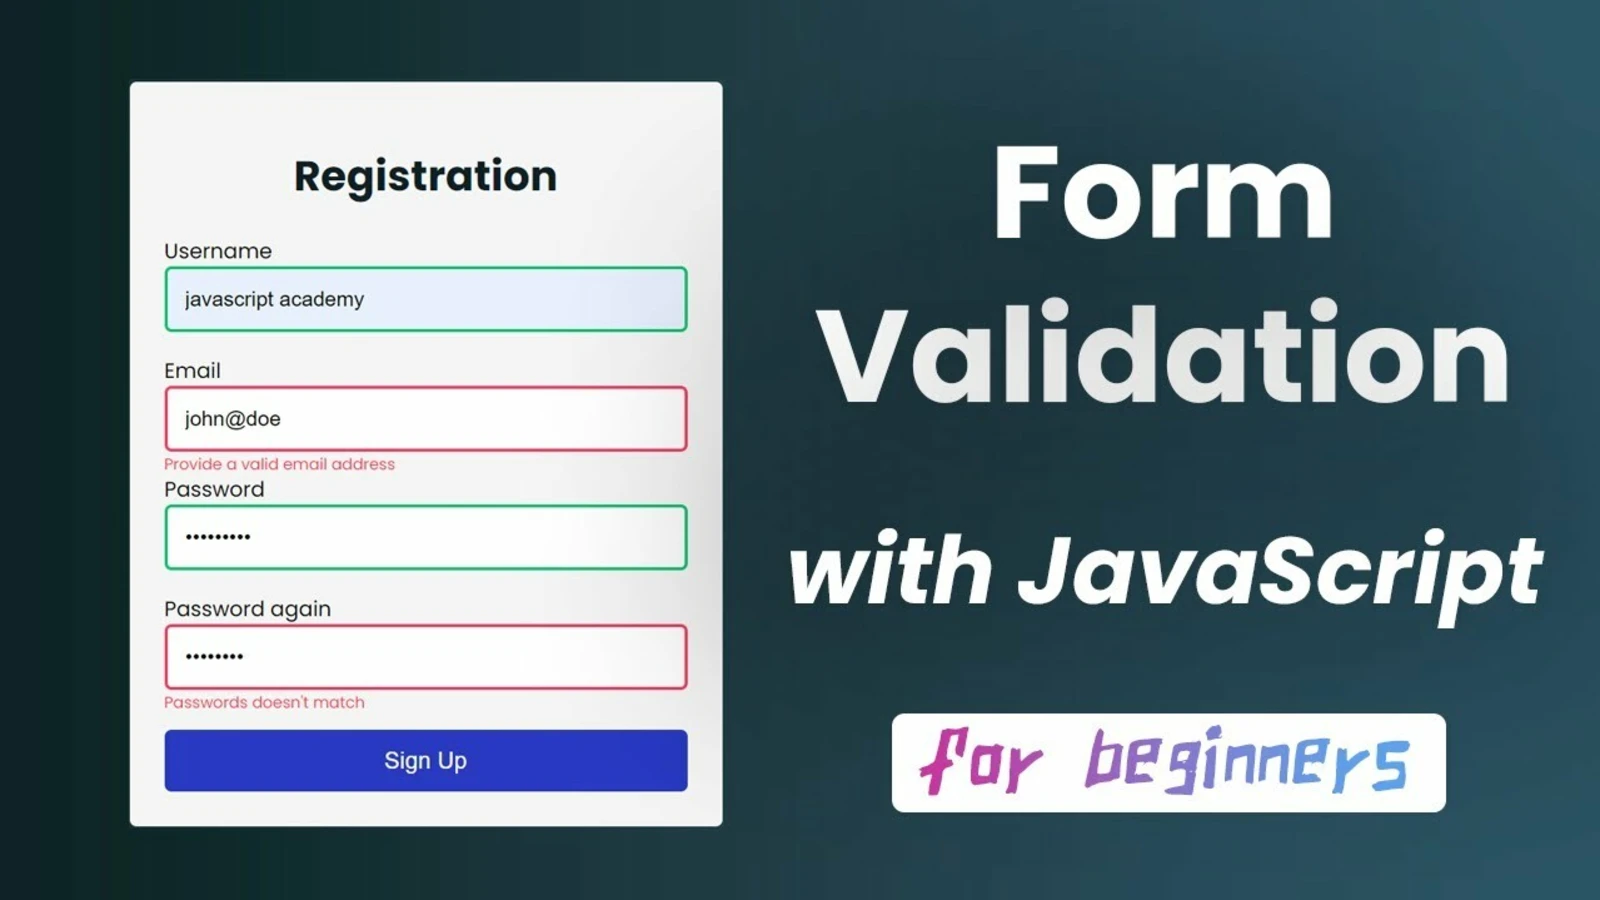 Registration
Username
javascript academy
Email
john@doe
Provide a valid email address
Password
•••••••••
Password again
••••••••
Passwords doesn't match
Sign Up
Form
Validation
with JavaScript
for beginners